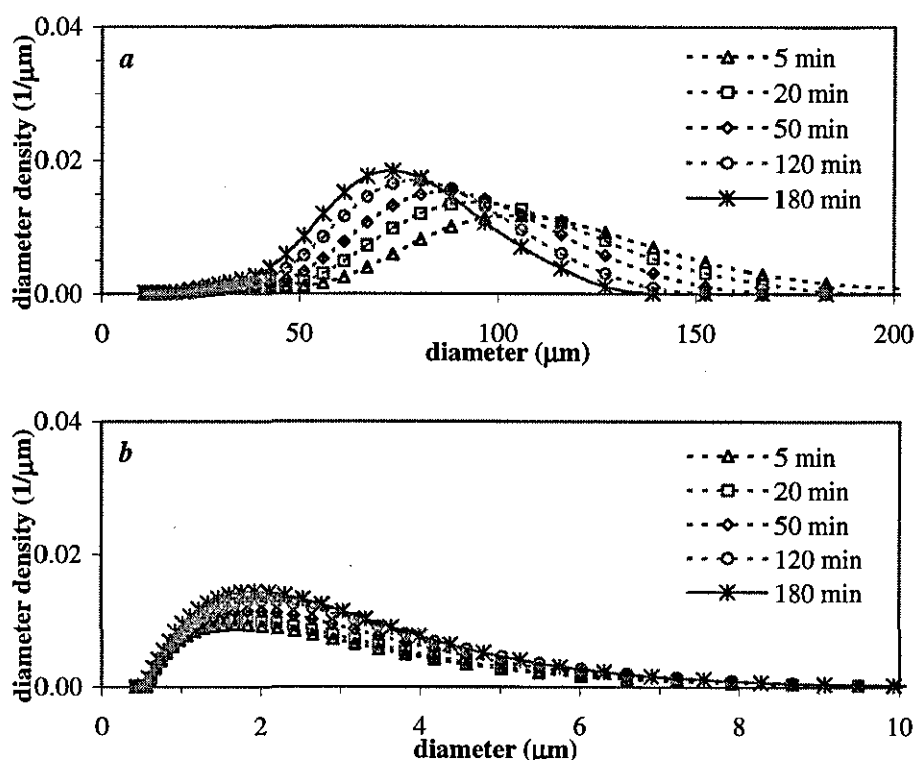 0.04
a
5 min
20 min
50 min
120 min
180 min
0.02
0.00
diameter density (1/μm)
0
50
100
150
200
diameter (μm)
0.04
b
5 min
20 min
50 min
120 min
180 min
0.02
0.00
diameter density (1/μm)
0
2
4
6
8
10
diameter (μm)